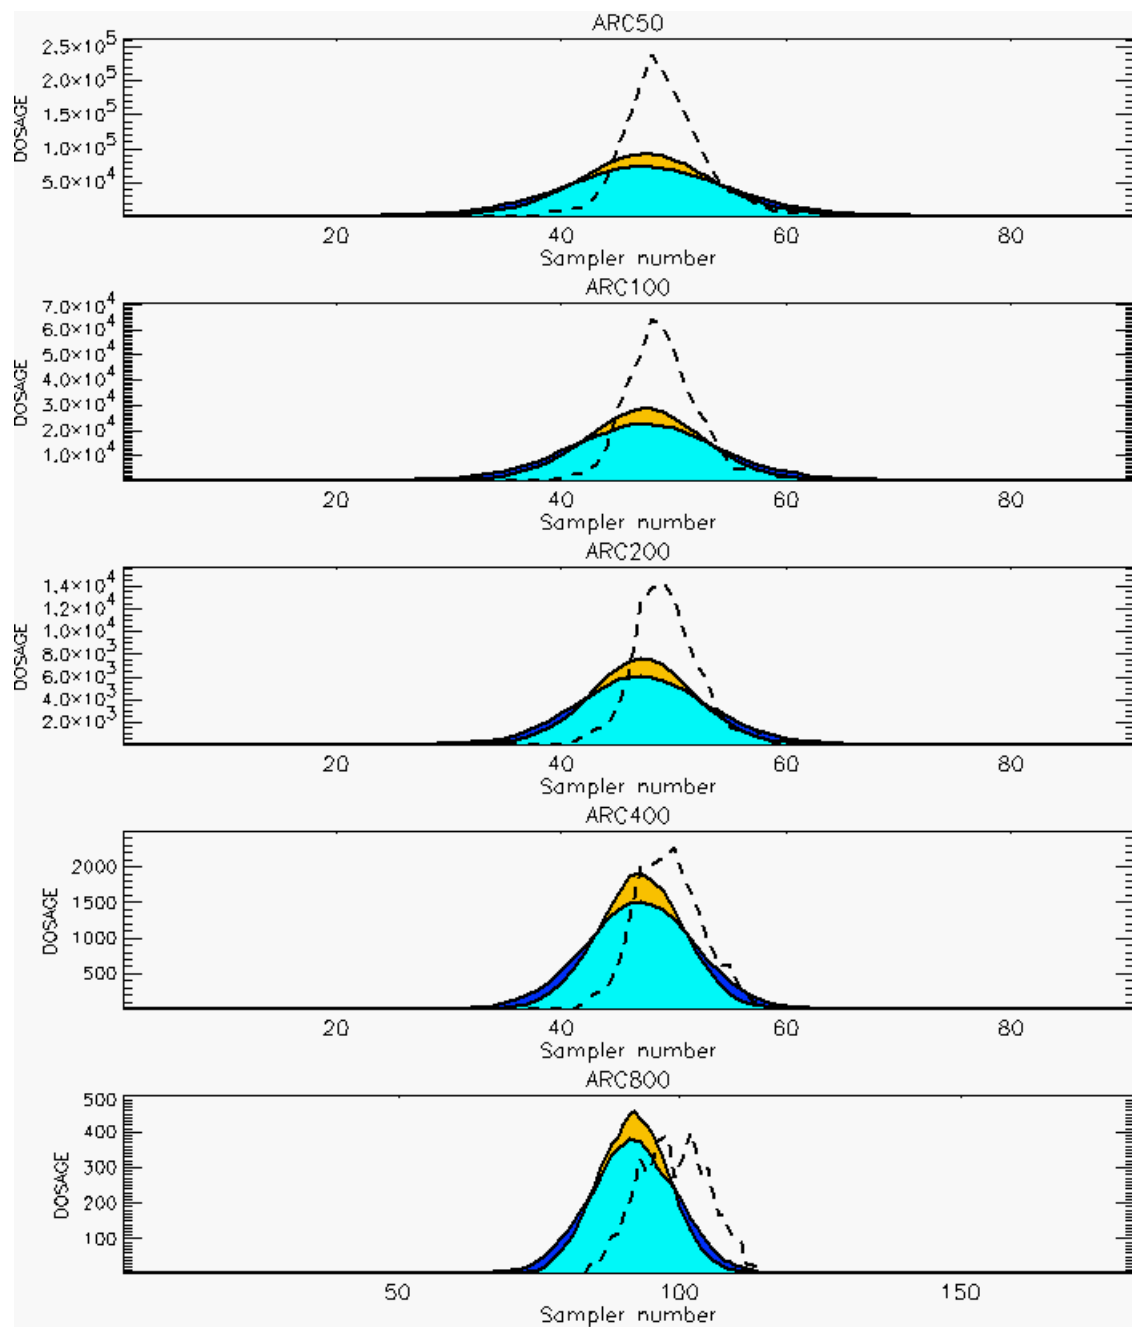 ARC50
2.5×10^5
2.0×10^5
1.5×10^5
1.0×10^5
5.0×10^4
DOSAGE
20 40 60 80
Sampler number
ARC100
7.0×10^4
6.0×10^4
5.0×10^4
4.0×10^4
3.0×10^4
2.0×10^4
1.0×10^4
DOSAGE
20 40 60 80
Sampler number
ARC200
1.4×10^4
1.2×10^4
1.0×10^4
8.0×10^3
6.0×10^3
4.0×10^3
2.0×10^3
DOSAGE
20 40 60 80
Sampler number
ARC400
2000
1500
1000
500
DOSAGE
20 40 60 80
Sampler number
ARC800
500
400
300
200
100
DOSAGE
50 100 150
Sampler number